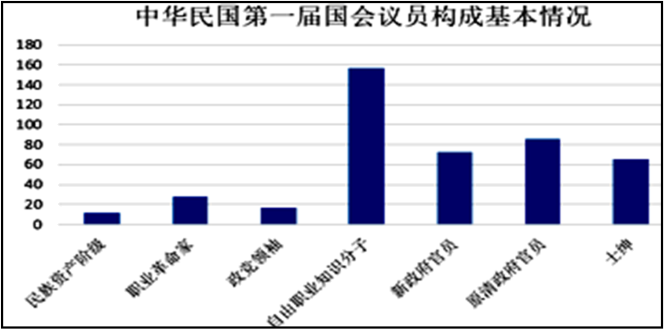 中华民国第一届国会议员构成基本情况
180
160
140
120
100
80
60
40
20
0
民族资产阶级
职业革命家
政党领袖
自由职业知识分子
新政府官员
原清政府官员
士绅